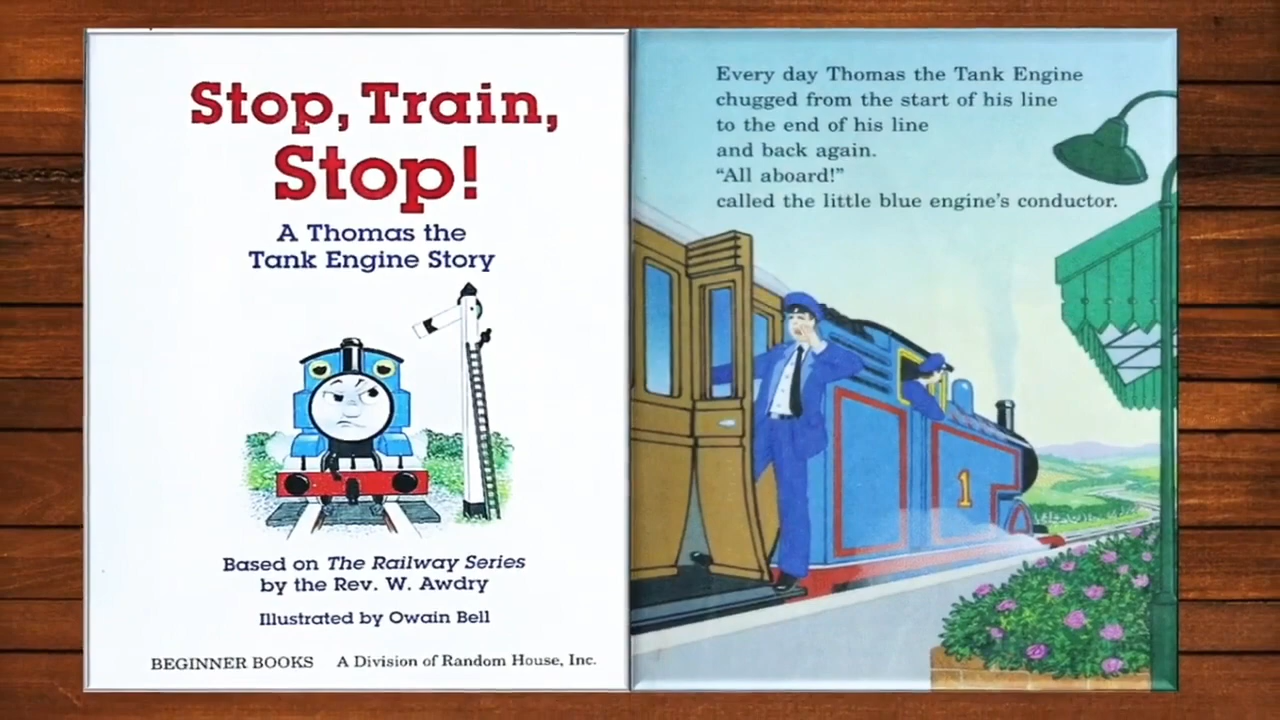 Stop, Train,
Stop!
A Thomas the
Tank Engine Story
Based on The Railway Series
by the Rev. W. Awdry
Illustrated by Owain Bell
BEGINNER BOOKS A Division of Random House, Inc.
Every day Thomas the Tank Engine
chugged from the start of his line
to the end of his line
and back again.
“All aboard!”
called the little blue engine’s conductor.
1